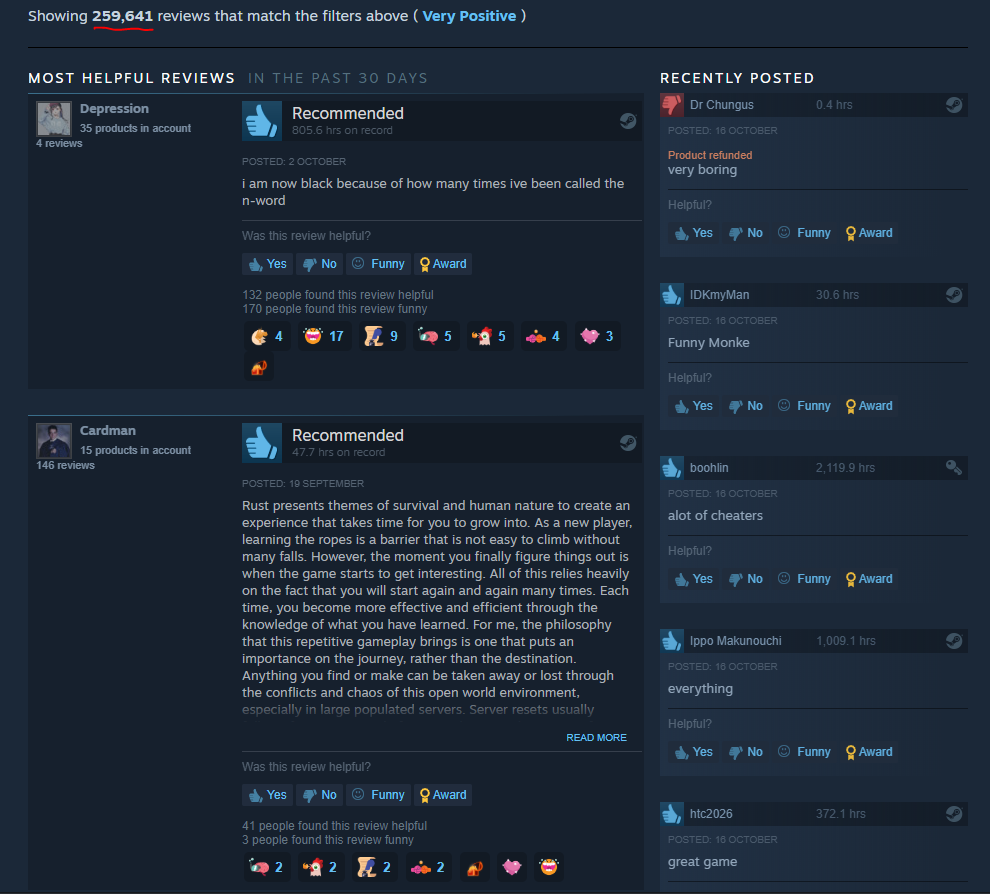 Showing 259,641 reviews that match the filters above ( Very Positive )
MOST HELPFUL REVIEWS IN THE PAST 30 DAYS
Depression
35 products in account
4 reviews
Recommended
805.6 hrs on record
POSTED: 2 OCTOBER
i am now black because of how many times ive been called the
n-word
Was this review helpful?
Yes No Funny Award
132 people found this review helpful
170 people found this review funny
4 17 9 5 5 4 3
Cardman
15 products in account
146 reviews
Recommended
47.7 hrs on record
POSTED: 19 SEPTEMBER
Rust presents themes of survival and human nature to create an
experience that takes time for you to grow into. As a new player,
learning the ropes is a barrier that is not easy to climb without
many falls. However, the moment you finally figure things out is
when the game starts to get interesting. All of this relies heavily
on the fact that you will start again and again many times. Each
time, you become more effective and efficient through the
knowledge of what you have learned. For me, the philosophy
that this repetitive gameplay brings is one that puts an
importance on the journey, rather than the destination.
Anything you find or make can be taken away or lost through
the conflicts and chaos of this open world environment,
especially in large populated servers. Server resets usually
READ MORE
Was this review helpful?
Yes No Funny Award
41 people found this review helpful
3 people found this review funny
2 2 2 2
RECENTLY POSTED
Dr Chungus 0.4 hrs
POSTED: 16 OCTOBER
Product refunded
very boring
Helpful?
Yes No Funny Award
IDKmyMan 30.6 hrs
POSTED: 16 OCTOBER
Funny Monke
Helpful?
Yes No Funny Award
boohlin 2,119.9 hrs
POSTED: 16 OCTOBER
alot of cheaters
Helpful?
Yes No Funny Award
Ippo Makunouchi 1,009.1 hrs
POSTED: 16 OCTOBER
everything
Helpful?
Yes No Funny Award
htc2026 372.1 hrs
POSTED: 16 OCTOBER
great game